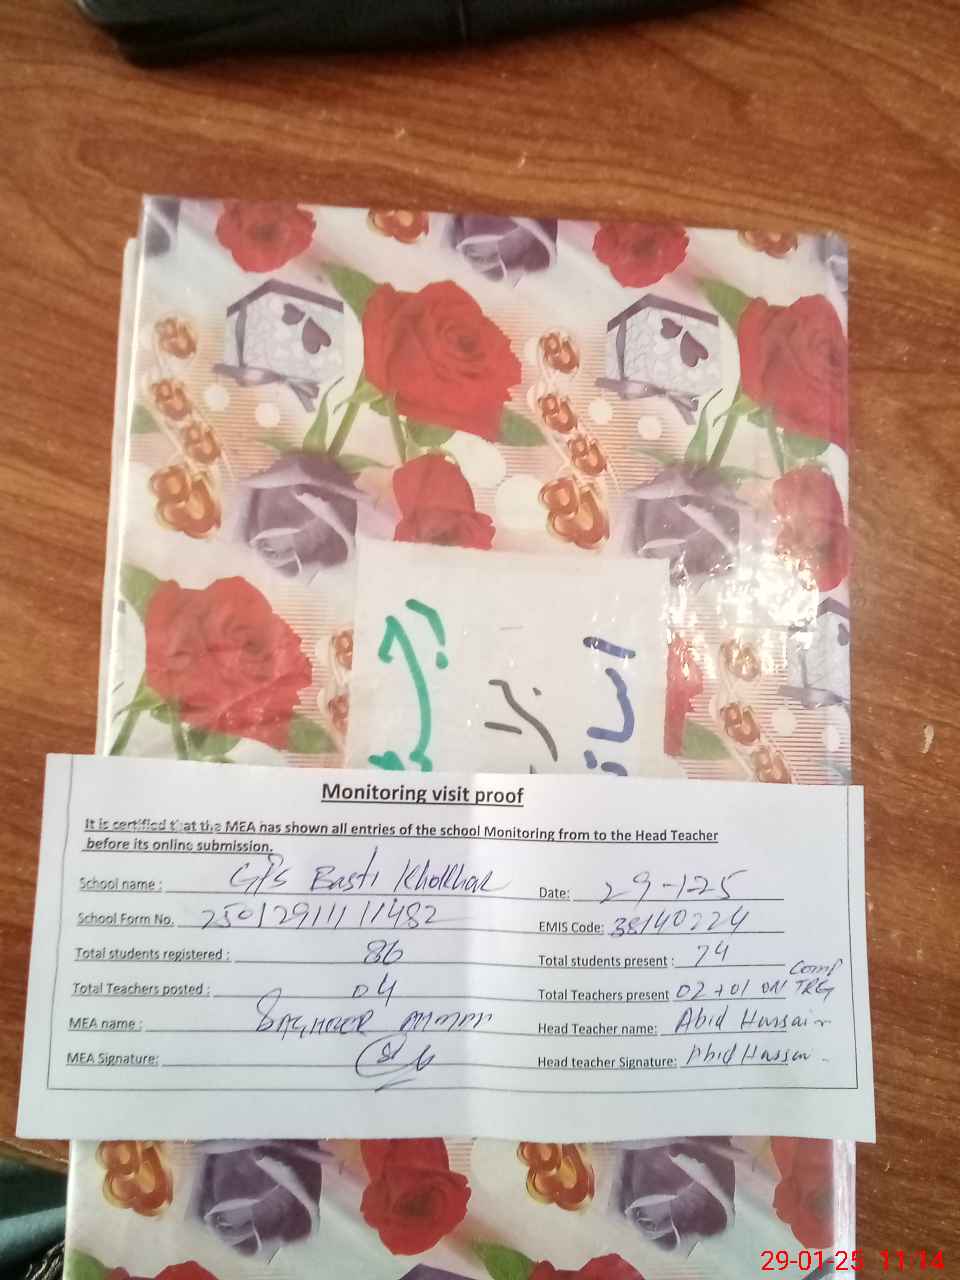 اساتذہ
Monitoring visit proof
It is certified that the MEA has shown all entries of the school Monitoring from to the Head Teacher
before its online submission.
School name : GPS Basti Khokhar Date: 29-1-25
School Form No. 250129111111482 EMIS Code:
Total students registered : 86 Total students present : 74
Total Teachers posted : 04 Total Teachers present 02 + 01 ON Comp TRG
MEA name : Head Teacher name: Abid Hussain
MEA Signature: Head teacher Signature: Abid Hussain
29-01-25 11:14